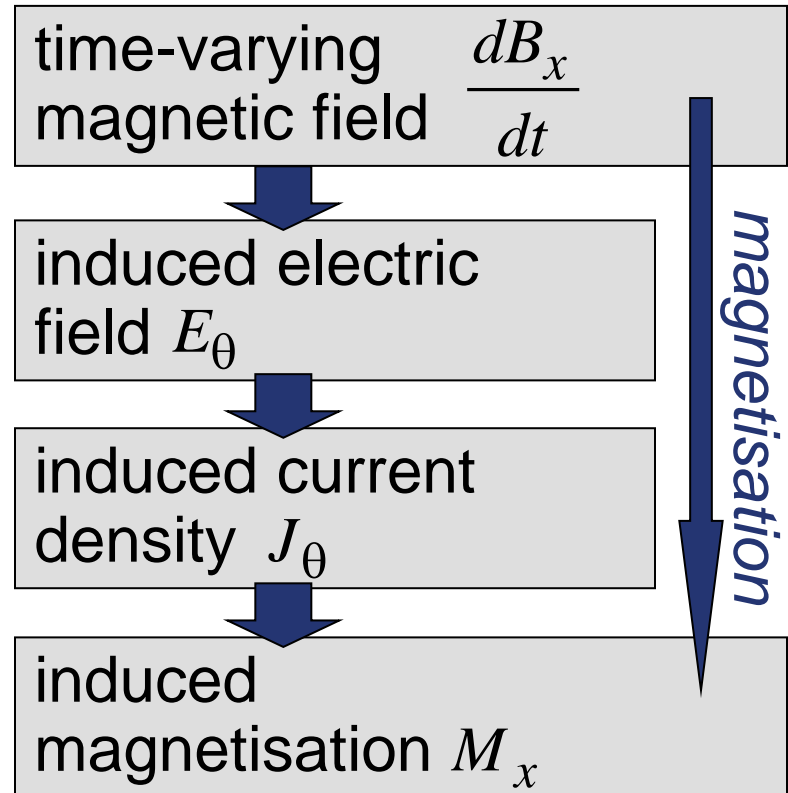 time-varying
magnetic field dB_x/dt
induced electric
field E_θ
induced current
density J_θ
induced
magnetisation M_x
magnetisation